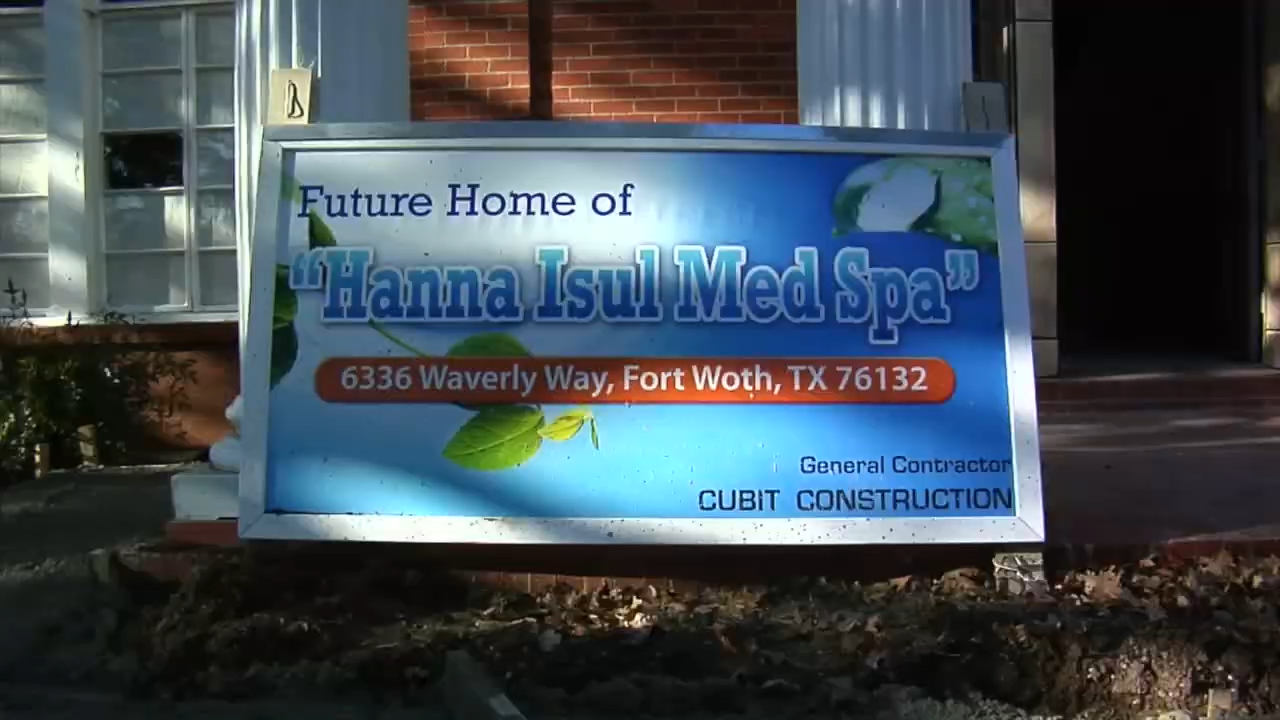 Future Home of
"Hanna Isul Med Spa"
6336 Waverly Way, Fort Woth, TX 76132
General Contractor
CUBIT CONSTRUCTION